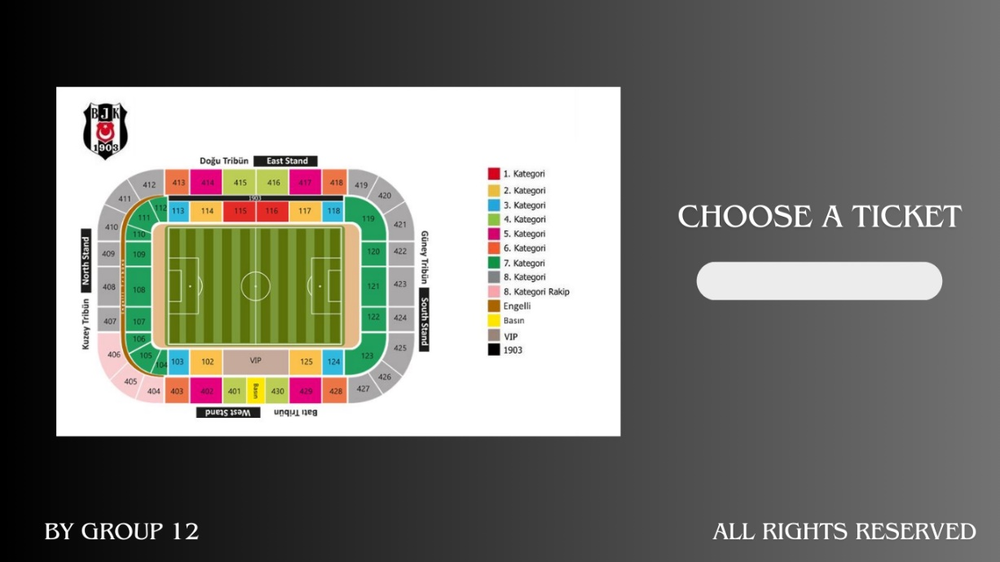 BJK
1903
Doğu Tribün East Stand
412 413 414 415 416 417 418 419
411 420
1903
112 113 114 115 116 117 118
111 119 421
410 110
409 109 120 422
Kuzey Tribün North Stand
Güney Tribün South Stand
408 108 121 423
407 107 122 424
106 425
406 105 104 103 102 VIP 125 124 123
405 426
404 403 402 401 Basın 430 429 428 427
Batı Tribün West Stand
1. Kategori
2. Kategori
3. Kategori
4. Kategori
5. Kategori
6. Kategori
7. Kategori
8. Kategori
8. Kategori Rakip
Engelli
Basın
VIP
1903
CHOOSE A TICKET
BY GROUP 12
ALL RIGHTS RESERVED